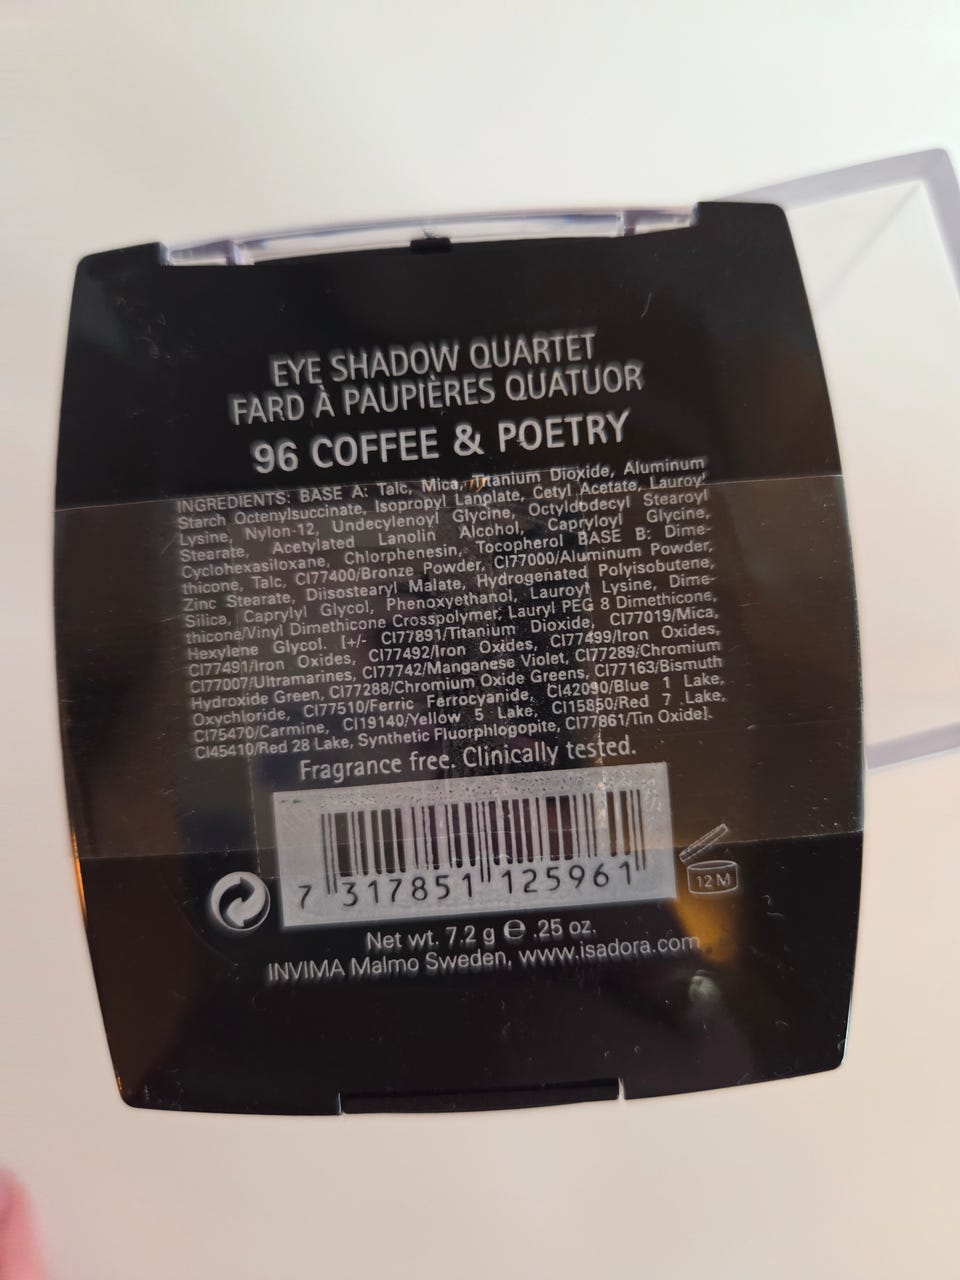 EYE SHADOW QUARTET
FARD À PAUPIÈRES QUATUOR
96 COFFEE & POETRY
INGREDIENTS: BASE A: Talc, Mica, Titanium Dioxide, Aluminum
Starch Octenylsuccinate, Isopropyl Lanolate, Cetyl Acetate, Lauroyl
Lysine, Nylon-12, Undecylenoyl Glycine, Octyldodecyl Stearoyl
Stearate, Acetylated Lanolin Alcohol, Capryloyl Glycine,
Cyclohexasiloxane, Chlorphenesin, Tocopherol BASE B: Dime-
thicone, Talc, CI77400/Bronze Powder, CI77000/Aluminum Powder,
Zinc Stearate, Diisostearyl Malate, Hydrogenated Polyisobutene,
Silica, Caprylyl Glycol, Phenoxyethanol, Lauroyl Lysine, Dime-
thicone/Vinyl Dimethicone Crosspolymer, Lauryl PEG 8 Dimethicone,
Hexylene Glycol. [+/- CI77891/Titanium Dioxide, CI77019/Mica,
CI77491/Iron Oxides, CI77492/Iron Oxides, CI77499/Iron Oxides,
CI77007/Ultramarines, CI77742/Manganese Violet, CI77289/Chromium
Hydroxide Green, CI77288/Chromium Oxide Greens, CI77163/Bismuth
Oxychloride, CI77510/Ferric Ferrocyanide, CI42090/Blue 1 Lake,
CI75470/Carmine, CI19140/Yellow 5 Lake, CI15850/Red 7 Lake,
CI45410/Red 28 Lake, Synthetic Fluorphlogopite, CI77861/Tin Oxide].
Fragrance free. Clinically tested.
7 317851 125961
12 M
Net wt. 7.2 g e .25 oz.
INVIMA Malmo Sweden, www.isadora.com